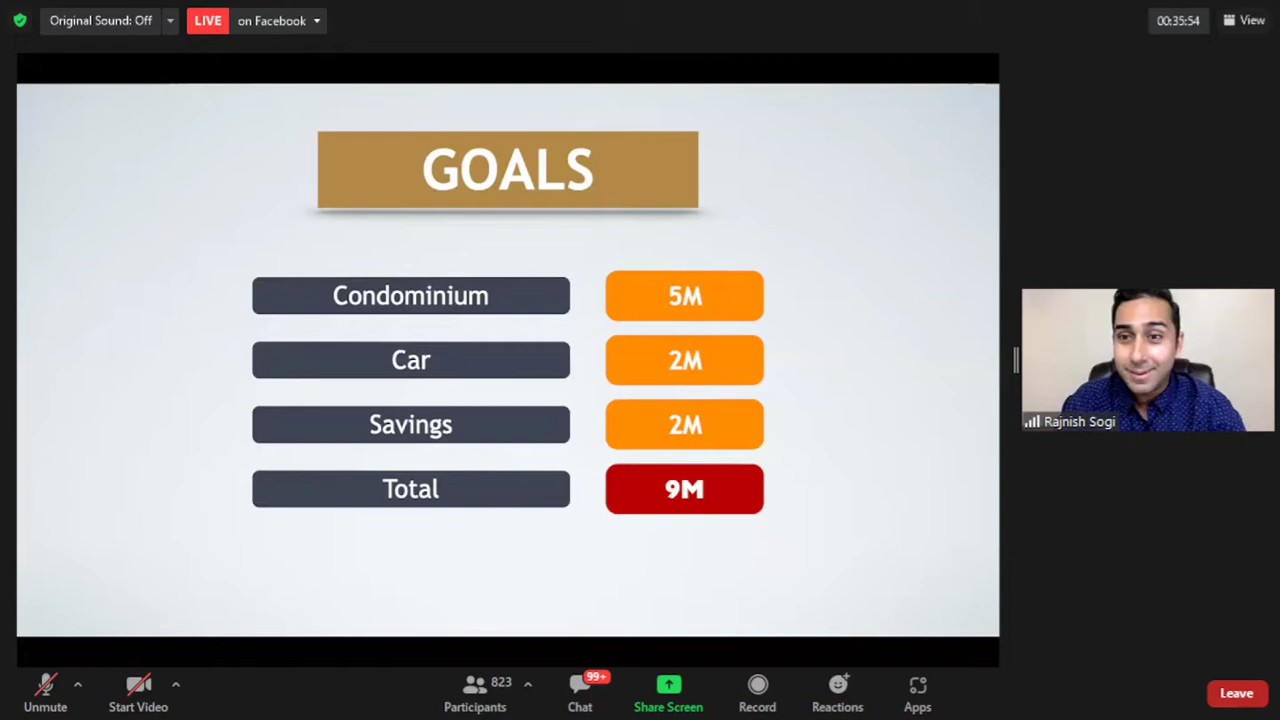 Original Sound: Off
LIVE
on Facebook
00:35:54
View
GOALS
Condominium 5M
Car 2M
Savings 2M
Total 9M
Rajnish Sogi
Unmute
Start Video
823
Participants
99+
Chat
Share Screen
Record
Reactions
Apps
Leave